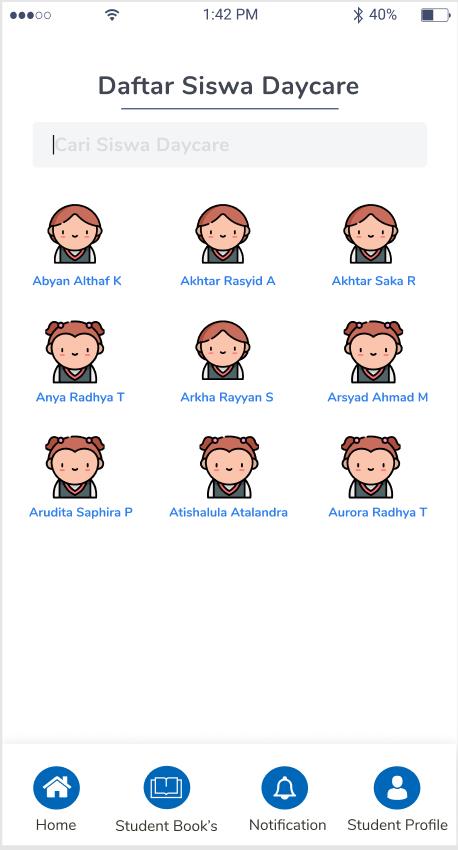 1:42 PM 40%
Daftar Siswa Daycare
Cari Siswa Daycare
Abyan Althaf K Akhtar Rasyid A Akhtar Saka R
Anya Radhya T Arkha Rayyan S Arsyad Ahmad M
Arudita Saphira P Atishalula Atalandra Aurora Radhya T
Home Student Book's Notification Student Profile